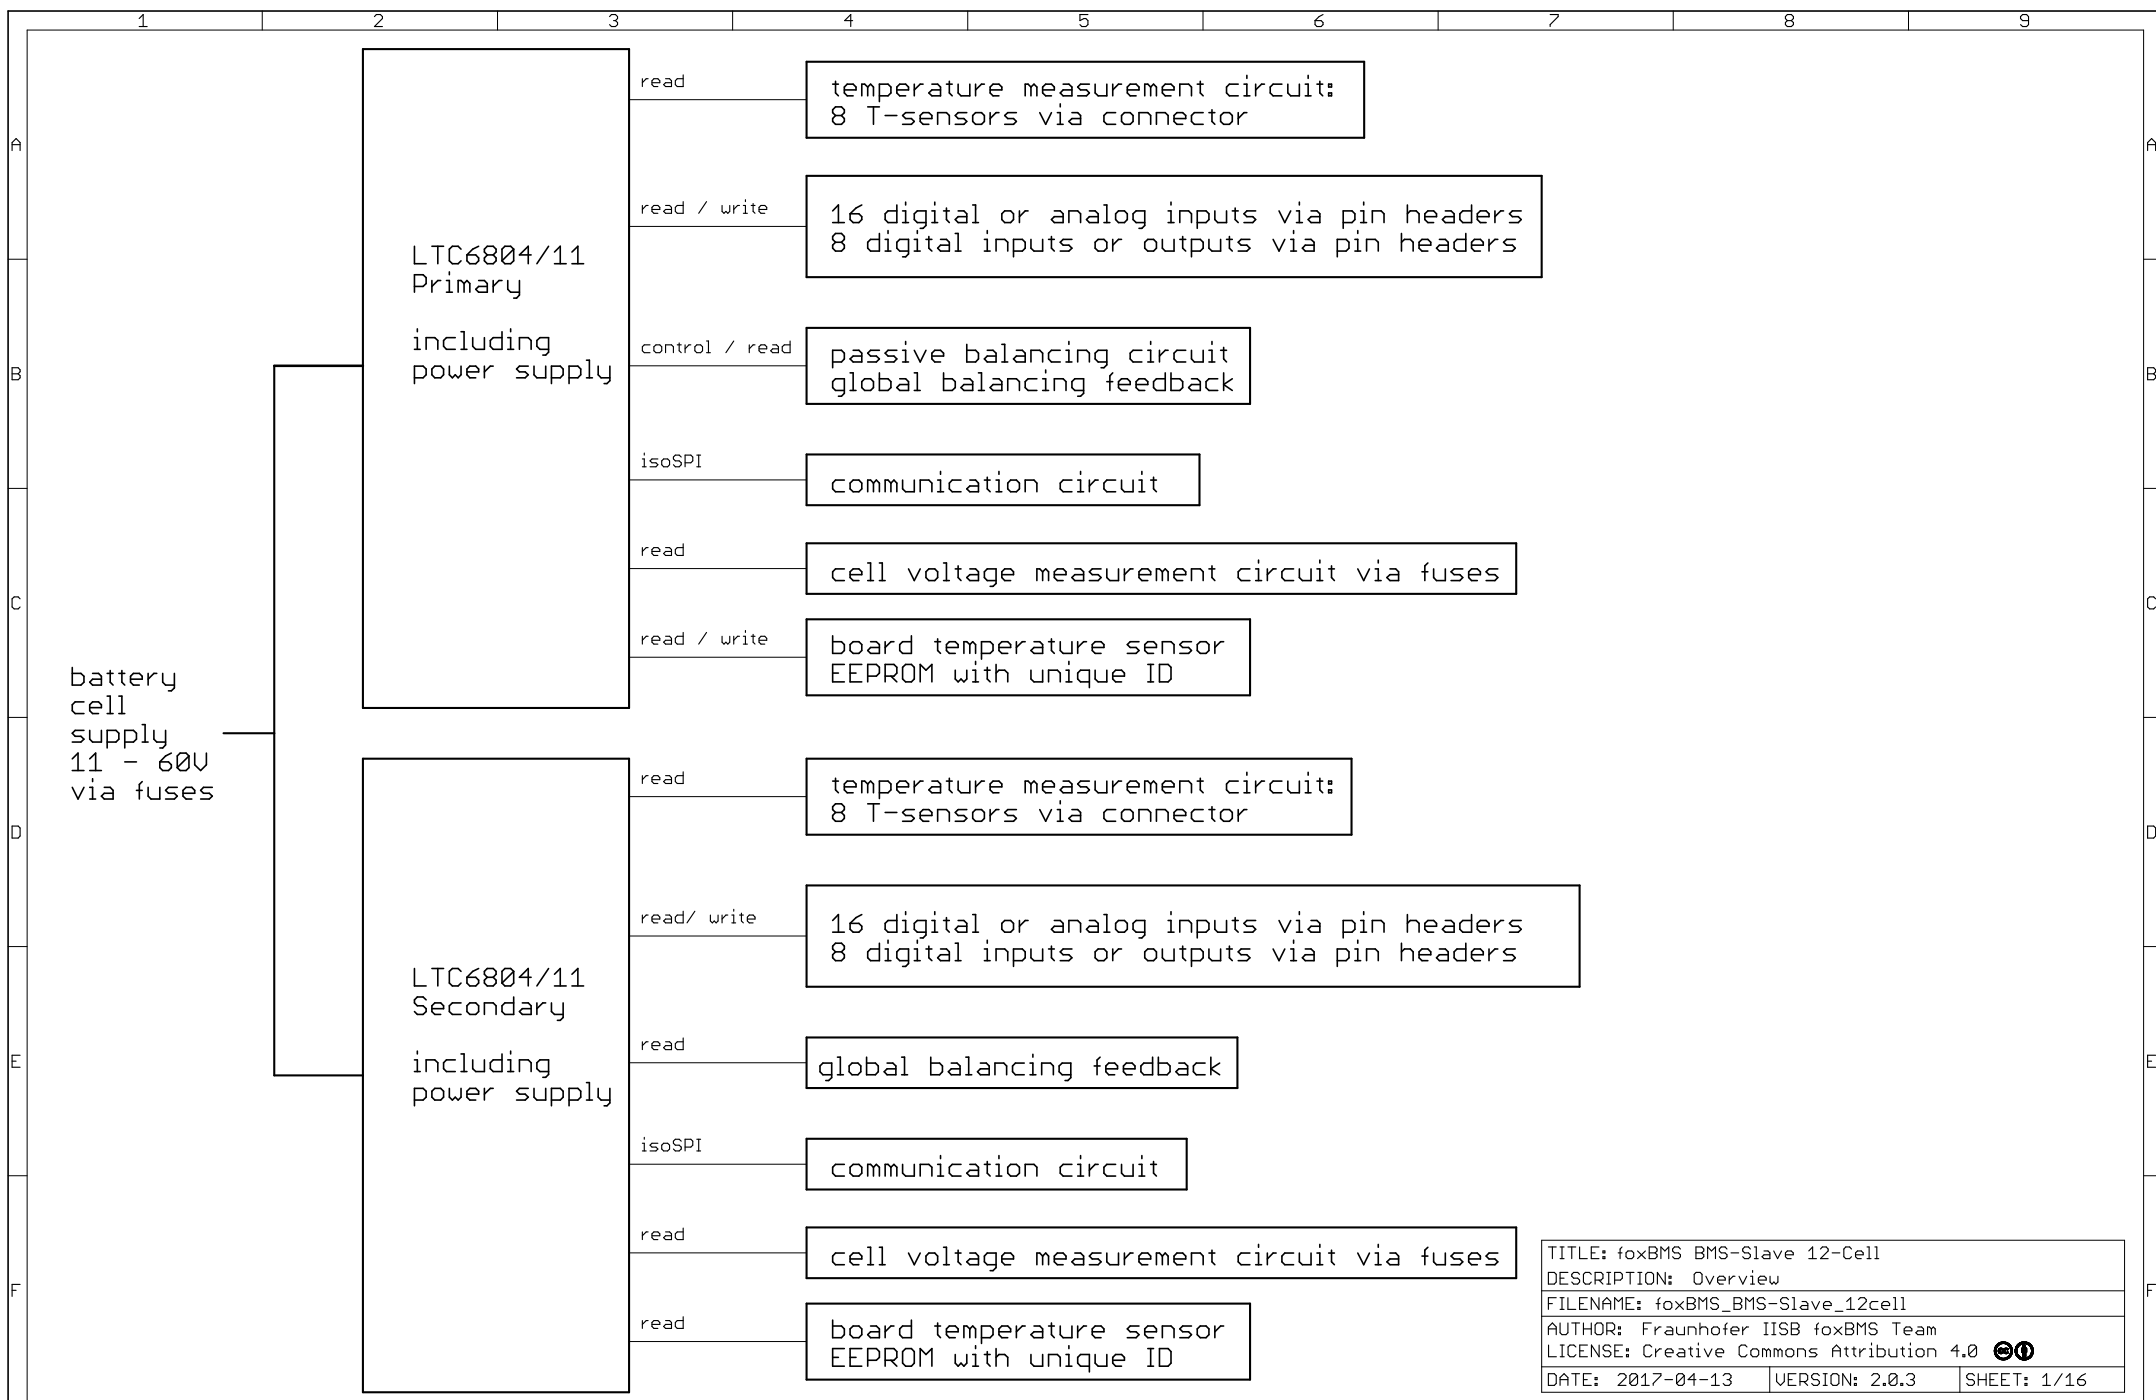 1 2 3 4 5 6 7 8 9
A A
B B
C C
D D
E E
F F
battery
cell
supply
11 - 60V
via fuses
LTC6804/11
Primary
including
power supply
read
temperature measurement circuit:
8 T-sensors via connector
read / write
16 digital or analog inputs via pin headers
8 digital inputs or outputs via pin headers
control / read
passive balancing circuit
global balancing feedback
isoSPI
communication circuit
read
cell voltage measurement circuit via fuses
read / write
board temperature sensor
EEPROM with unique ID
LTC6804/11
Secondary
including
power supply
read
temperature measurement circuit:
8 T-sensors via connector
read/ write
16 digital or analog inputs via pin headers
8 digital inputs or outputs via pin headers
read
global balancing feedback
isoSPI
communication circuit
read
cell voltage measurement circuit via fuses
read
board temperature sensor
EEPROM with unique ID
TITLE: foxBMS BMS-Slave 12-Cell
DESCRIPTION: Overview
FILENAME: foxBMS_BMS-Slave_12cell
AUTHOR: Fraunhofer IISB foxBMS Team
LICENSE: Creative Commons Attribution 4.0
DATE: 2017-04-13 VERSION: 2.0.3 SHEET: 1/16